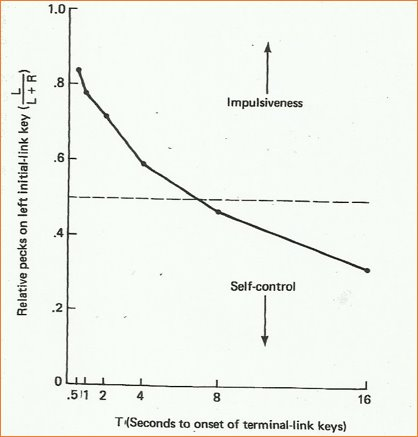 Relative pecks on left initial-link key (L / L + R)
1.0
.8
.6
.4
.2
0
Impulsiveness
Self-control
.5 1 2 4 8 16
T (Seconds to onset of terminal-link keys)